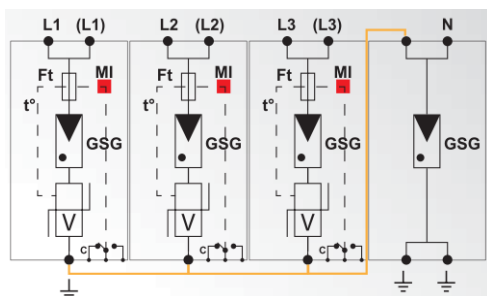 L1 (L1) L2 (L2) L3 (L3) N
Ft MI Ft MI Ft MI
t° t° t°
GSG GSG GSG GSG
V V V
C C C